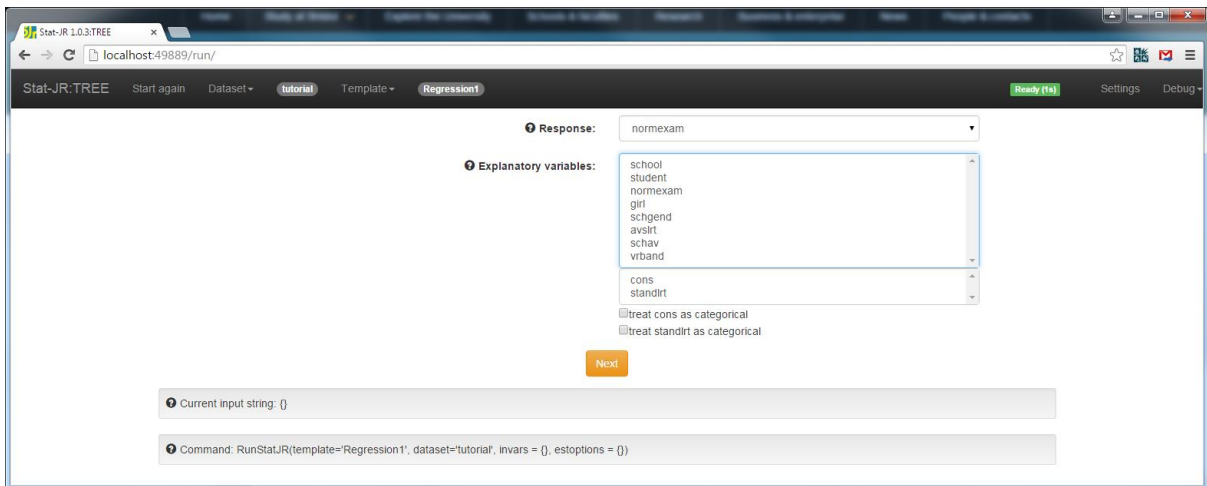 Stat-JR 1.0.3:TREE
localhost:49889/run/
Stat-JR:TREE Start again Dataset tutorial Template Regression1 Ready (1s) Settings Debug
Response: normexam
Explanatory variables:
school
student
normexam
girl
schgend
avslrt
schav
vrband
cons
standlrt
treat cons as categorical
treat standlrt as categorical
Next
Current input string: {}
Command: RunStatJR(template='Regression1', dataset='tutorial', invars = {}, estoptions = {})